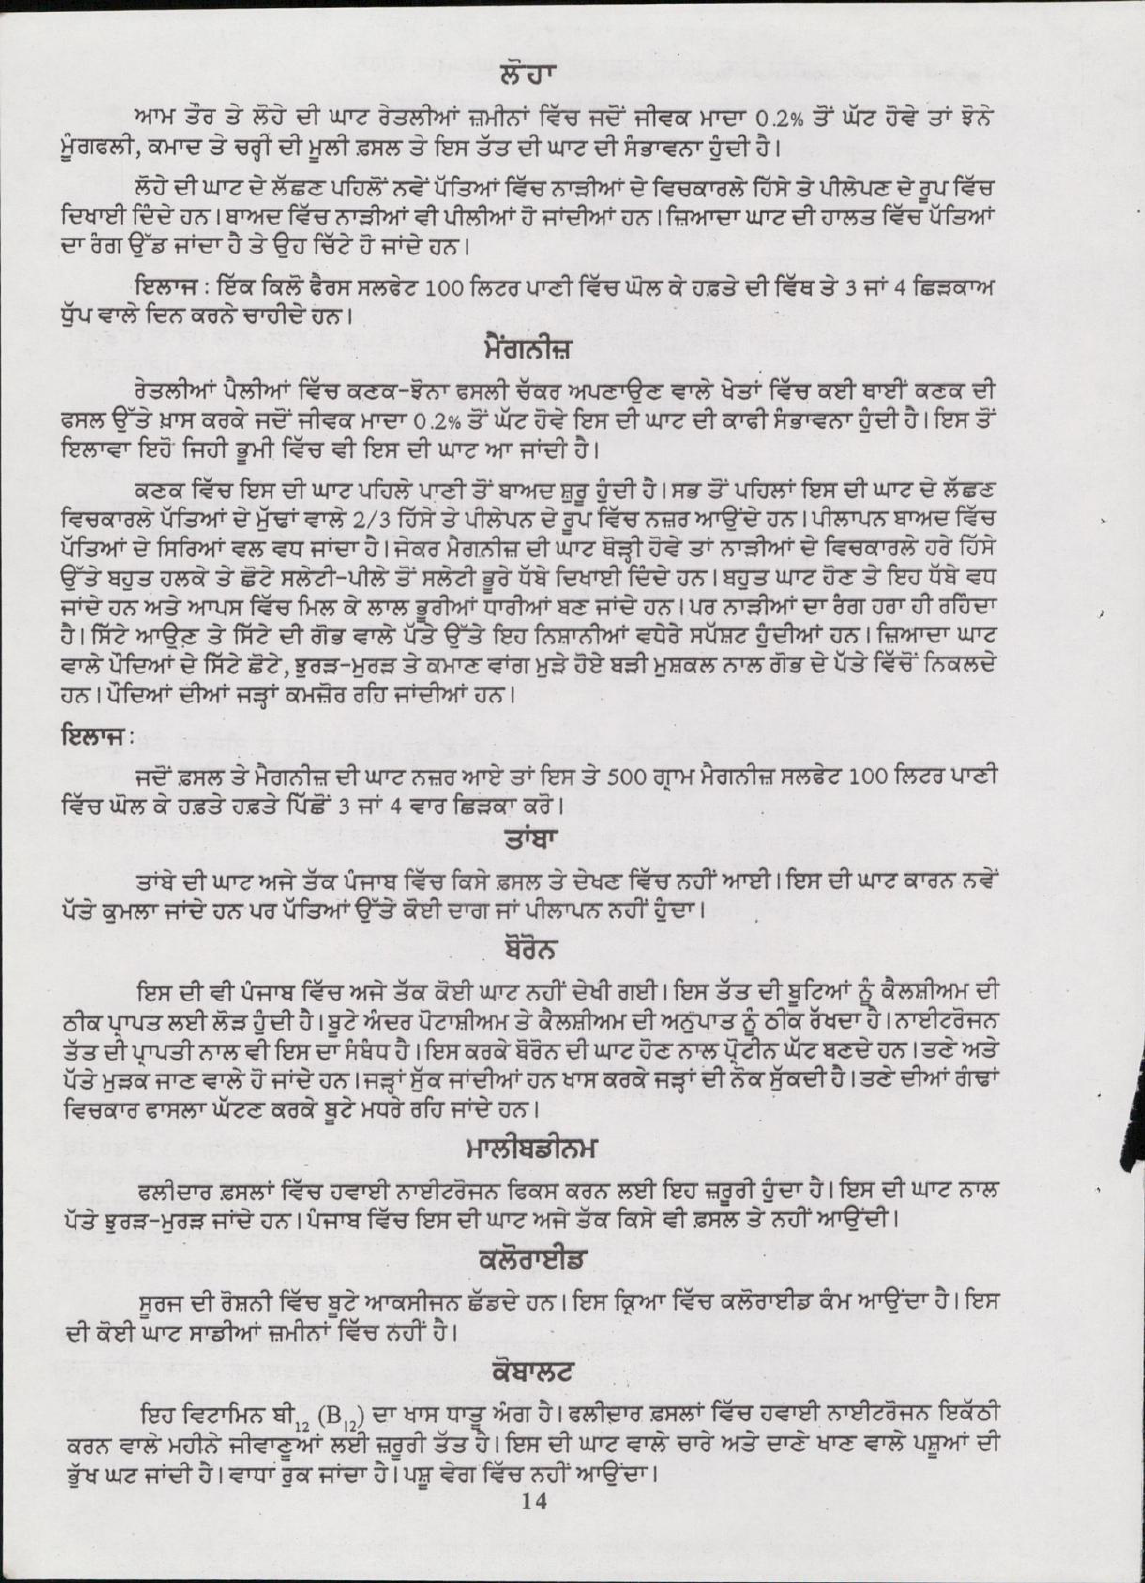 ਲੋਹਾ
ਆਮ ਤੌਰ ਤੇ ਲੋਹੇ ਦੀ ਘਾਟ ਰੇਤਲੀਆਂ ਜ਼ਮੀਨਾਂ ਵਿੱਚ ਜਦੋਂ ਜੀਵਕ ਮਾਦਾ 0.2% ਤੋਂ ਘੱਟ ਹੋਵੇ ਤਾਂ ਝੋਨੇ
ਮੂੰਗਫਲੀ, ਕਮਾਦ ਤੇ ਚਰ੍ਹੀ ਦੀ ਮੂਲੀ ਫ਼ਸਲ ਤੇ ਇਸ ਤੱਤ ਦੀ ਘਾਟ ਦੀ ਸੰਭਾਵਨਾ ਹੁੰਦੀ ਹੈ।
ਲੋਹੇ ਦੀ ਘਾਟ ਦੇ ਲੱਛਣ ਪਹਿਲੋਂ ਨਵੇਂ ਪੱਤਿਆਂ ਵਿੱਚ ਨਾੜੀਆਂ ਦੇ ਵਿਚਕਾਰਲੇ ਹਿੱਸੇ ਤੇ ਪੀਲੇਪਣ ਦੇ ਰੂਪ ਵਿੱਚ
ਦਿਖਾਈ ਦਿੰਦੇ ਹਨ। ਬਾਅਦ ਵਿੱਚ ਨਾੜੀਆਂ ਵੀ ਪੀਲੀਆਂ ਹੋ ਜਾਂਦੀਆਂ ਹਨ। ਜ਼ਿਆਦਾ ਘਾਟ ਦੀ ਹਾਲਤ ਵਿੱਚ ਪੱਤਿਆਂ
ਦਾ ਰੰਗ ਉੱਡ ਜਾਂਦਾ ਹੈ ਤੇ ਉਹ ਚਿੱਟੇ ਹੋ ਜਾਂਦੇ ਹਨ।
ਇਲਾਜ : ਇੱਕ ਕਿਲੋ ਫੈਰਸ ਸਲਫੇਟ 100 ਲਿਟਰ ਪਾਣੀ ਵਿੱਚ ਘੋਲ ਕੇ ਹਫ਼ਤੇ ਦੀ ਵਿੱਥ ਤੇ 3 ਜਾਂ 4 ਛਿੜਕਾਅ
ਧੁੱਪ ਵਾਲੇ ਦਿਨ ਕਰਨੇ ਚਾਹੀਦੇ ਹਨ।
ਮੈਂਗਨੀਜ਼
ਰੇਤਲੀਆਂ ਪੈਲੀਆਂ ਵਿੱਚ ਕਣਕ-ਝੋਨਾ ਫਸਲੀ ਚੱਕਰ ਅਪਣਾਉਣ ਵਾਲੇ ਖੇਤਾਂ ਵਿੱਚ ਕਈ ਥਾਈਂ ਕਣਕ ਦੀ
ਫਸਲ ਉੱਤੇ ਖ਼ਾਸ ਕਰਕੇ ਜਦੋਂ ਜੀਵਕ ਮਾਦਾ 0.2% ਤੋਂ ਘੱਟ ਹੋਵੇ ਇਸ ਦੀ ਘਾਟ ਦੀ ਕਾਫੀ ਸੰਭਾਵਨਾ ਹੁੰਦੀ ਹੈ। ਇਸ ਤੋਂ
ਇਲਾਵਾ ਇਹੋ ਜਿਹੀ ਭੂਮੀ ਵਿੱਚ ਵੀ ਇਸ ਦੀ ਘਾਟ ਆ ਜਾਂਦੀ ਹੈ।
ਕਣਕ ਵਿੱਚ ਇਸ ਦੀ ਘਾਟ ਪਹਿਲੇ ਪਾਣੀ ਤੋਂ ਬਾਅਦ ਸ਼ੁਰੂ ਹੁੰਦੀ ਹੈ। ਸਭ ਤੋਂ ਪਹਿਲਾਂ ਇਸ ਦੀ ਘਾਟ ਦੇ ਲੱਛਣ
ਵਿਚਕਾਰਲੇ ਪੱਤਿਆਂ ਦੇ ਮੁੱਢਾਂ ਵਾਲੇ 2/3 ਹਿੱਸੇ ਤੇ ਪੀਲੇਪਨ ਦੇ ਰੂਪ ਵਿੱਚ ਨਜ਼ਰ ਆਉਂਦੇ ਹਨ। ਪੀਲਾਪਨ ਬਾਅਦ ਵਿੱਚ
ਪੱਤਿਆਂ ਦੇ ਸਿਰਿਆਂ ਵਲ ਵਧ ਜਾਂਦਾ ਹੈ। ਜੇਕਰ ਮੈਗਨੀਜ਼ ਦੀ ਘਾਟ ਥੋੜ੍ਹੀ ਹੋਵੇ ਤਾਂ ਨਾੜੀਆਂ ਦੇ ਵਿਚਕਾਰਲੇ ਹਰੇ ਹਿੱਸੇ
ਉੱਤੇ ਬਹੁਤ ਹਲਕੇ ਤੇ ਛੋਟੇ ਸਲੇਟੀ-ਪੀਲੇ ਤੋਂ ਸਲੇਟੀ ਭੂਰੇ ਧੱਬੇ ਦਿਖਾਈ ਦਿੰਦੇ ਹਨ। ਬਹੁਤ ਘਾਟ ਹੋਣ ਤੇ ਇਹ ਧੱਬੇ ਵਧ
ਜਾਂਦੇ ਹਨ ਅਤੇ ਆਪਸ ਵਿੱਚ ਮਿਲ ਕੇ ਲਾਲ ਭੂਰੀਆਂ ਧਾਰੀਆਂ ਬਣ ਜਾਂਦੇ ਹਨ। ਪਰ ਨਾੜੀਆਂ ਦਾ ਰੰਗ ਹਰਾ ਹੀ ਰਹਿੰਦਾ
ਹੈ। ਸਿੱਟੇ ਆਉਣ ਤੇ ਸਿੱਟੇ ਦੀ ਗੋਭ ਵਾਲੇ ਪੱਤੇ ਉੱਤੇ ਇਹ ਨਿਸ਼ਾਨੀਆਂ ਵਧੇਰੇ ਸਪੱਸ਼ਟ ਹੁੰਦੀਆਂ ਹਨ। ਜ਼ਿਆਦਾ ਘਾਟ
ਵਾਲੇ ਪੌਦਿਆਂ ਦੇ ਸਿੱਟੇ ਛੋਟੇ, ਝੁਰੜ-ਮੁਰੜ ਤੇ ਕਮਾਣ ਵਾਂਗ ਮੁੜੇ ਹੋਏ ਬੜੀ ਮੁਸ਼ਕਲ ਨਾਲ ਗੋਭ ਦੇ ਪੱਤੇ ਵਿੱਚੋਂ ਨਿਕਲਦੇ
ਹਨ। ਪੌਦਿਆਂ ਦੀਆਂ ਜੜ੍ਹਾਂ ਕਮਜ਼ੋਰ ਰਹਿ ਜਾਂਦੀਆਂ ਹਨ।
ਇਲਾਜ :
ਜਦੋਂ ਫ਼ਸਲ ਤੇ ਮੈਗਨੀਜ਼ ਦੀ ਘਾਟ ਨਜ਼ਰ ਆਏ ਤਾਂ ਇਸ ਤੇ 500 ਗ੍ਰਾਮ ਮੈਗਨੀਜ਼ ਸਲਫੇਟ 100 ਲਿਟਰ ਪਾਣੀ
ਵਿੱਚ ਘੋਲ ਕੇ ਹਫ਼ਤੇ ਹਫ਼ਤੇ ਪਿੱਛੋਂ 3 ਜਾਂ 4 ਵਾਰ ਛਿੜਕਾ ਕਰੋ।
ਤਾਂਬਾ
ਤਾਂਬੇ ਦੀ ਘਾਟ ਅਜੇ ਤੱਕ ਪੰਜਾਬ ਵਿੱਚ ਕਿਸੇ ਫ਼ਸਲ ਤੇ ਦੇਖਣ ਵਿੱਚ ਨਹੀਂ ਆਈ। ਇਸ ਦੀ ਘਾਟ ਕਾਰਨ ਨਵੇਂ
ਪੱਤੇ ਕੁਮਲਾ ਜਾਂਦੇ ਹਨ ਪਰ ਪੱਤਿਆਂ ਉੱਤੇ ਕੋਈ ਦਾਗ ਜਾਂ ਪੀਲਾਪਨ ਨਹੀਂ ਹੁੰਦਾ।
ਬੋਰੋਨ
ਇਸ ਦੀ ਵੀ ਪੰਜਾਬ ਵਿੱਚ ਅਜੇ ਤੱਕ ਕੋਈ ਘਾਟ ਨਹੀਂ ਦੇਖੀ ਗਈ। ਇਸ ਤੱਤ ਦੀ ਬੂਟਿਆਂ ਨੂੰ ਕੈਲਸ਼ੀਅਮ ਦੀ
ਠੀਕ ਪ੍ਰਾਪਤ ਲਈ ਲੋੜ ਹੁੰਦੀ ਹੈ। ਬੂਟੇ ਅੰਦਰ ਪੋਟਾਸ਼ੀਅਮ ਤੇ ਕੈਲਸ਼ੀਅਮ ਦੀ ਅਨੁਪਾਤ ਨੂੰ ਠੀਕ ਰੱਖਦਾ ਹੈ। ਨਾਈਟਰੋਜਨ
ਤੱਤ ਦੀ ਪ੍ਰਾਪਤੀ ਨਾਲ ਵੀ ਇਸ ਦਾ ਸੰਬੰਧ ਹੈ। ਇਸ ਕਰਕੇ ਬੋਰੋਨ ਦੀ ਘਾਟ ਹੋਣ ਨਾਲ ਪ੍ਰੋਟੀਨ ਘੱਟ ਬਣਦੇ ਹਨ। ਤਣੇ ਅਤੇ
ਪੱਤੇ ਮੁੜਕ ਜਾਣ ਵਾਲੇ ਹੋ ਜਾਂਦੇ ਹਨ। ਜੜ੍ਹਾਂ ਸੁੱਕ ਜਾਂਦੀਆਂ ਹਨ ਖਾਸ ਕਰਕੇ ਜੜ੍ਹਾਂ ਦੀ ਨੋਕ ਸੁੱਕਦੀ ਹੈ। ਤਣੇ ਦੀਆਂ ਗੰਢਾਂ
ਵਿਚਕਾਰ ਫਾਸਲਾ ਘੱਟਣ ਕਰਕੇ ਬੂਟੇ ਮਧਰੇ ਰਹਿ ਜਾਂਦੇ ਹਨ।
ਮਾਲੀਬਡੀਨਮ
ਫਲੀਦਾਰ ਫ਼ਸਲਾਂ ਵਿੱਚ ਹਵਾਈ ਨਾਈਟਰੋਜਨ ਫਿਕਸ ਕਰਨ ਲਈ ਇਹ ਜ਼ਰੂਰੀ ਹੁੰਦਾ ਹੈ। ਇਸ ਦੀ ਘਾਟ ਨਾਲ
ਪੱਤੇ ਝੁਰੜ-ਮੁਰੜ ਜਾਂਦੇ ਹਨ। ਪੰਜਾਬ ਵਿੱਚ ਇਸ ਦੀ ਘਾਟ ਅਜੇ ਤੱਕ ਕਿਸੇ ਵੀ ਫ਼ਸਲ ਤੇ ਨਹੀਂ ਆਉਂਦੀ।
ਕਲੋਰਾਈਡ
ਸੂਰਜ ਦੀ ਰੋਸ਼ਨੀ ਵਿੱਚ ਬੂਟੇ ਆਕਸੀਜਨ ਛੱਡਦੇ ਹਨ। ਇਸ ਕ੍ਰਿਆ ਵਿੱਚ ਕਲੋਰਾਈਡ ਕੰਮ ਆਉਂਦਾ ਹੈ। ਇਸ
ਦੀ ਕੋਈ ਘਾਟ ਸਾਡੀਆਂ ਜ਼ਮੀਨਾਂ ਵਿੱਚ ਨਹੀਂ ਹੈ।
ਕੋਬਾਲਟ
ਇਹ ਵਿਟਾਮਿਨ ਬੀ₁₂ (B₁₂) ਦਾ ਖਾਸ ਧਾਤੂ ਅੰਗ ਹੈ। ਫਲੀਦਾਰ ਫ਼ਸਲਾਂ ਵਿੱਚ ਹਵਾਈ ਨਾਈਟਰੋਜਨ ਇਕੱਠੀ
ਕਰਨ ਵਾਲੇ ਮਹੀਨੇ ਜੀਵਾਣੂਆਂ ਲਈ ਜ਼ਰੂਰੀ ਤੱਤ ਹੈ। ਇਸ ਦੀ ਘਾਟ ਵਾਲੇ ਚਾਰੇ ਅਤੇ ਦਾਣੇ ਖਾਣ ਵਾਲੇ ਪਸ਼ੂਆਂ ਦੀ
ਭੁੱਖ ਘਟ ਜਾਂਦੀ ਹੈ। ਵਾਧਾ ਰੁਕ ਜਾਂਦਾ ਹੈ। ਪਸ਼ੂ ਵੇਗ ਵਿੱਚ ਨਹੀਂ ਆਉਂਦਾ।
14